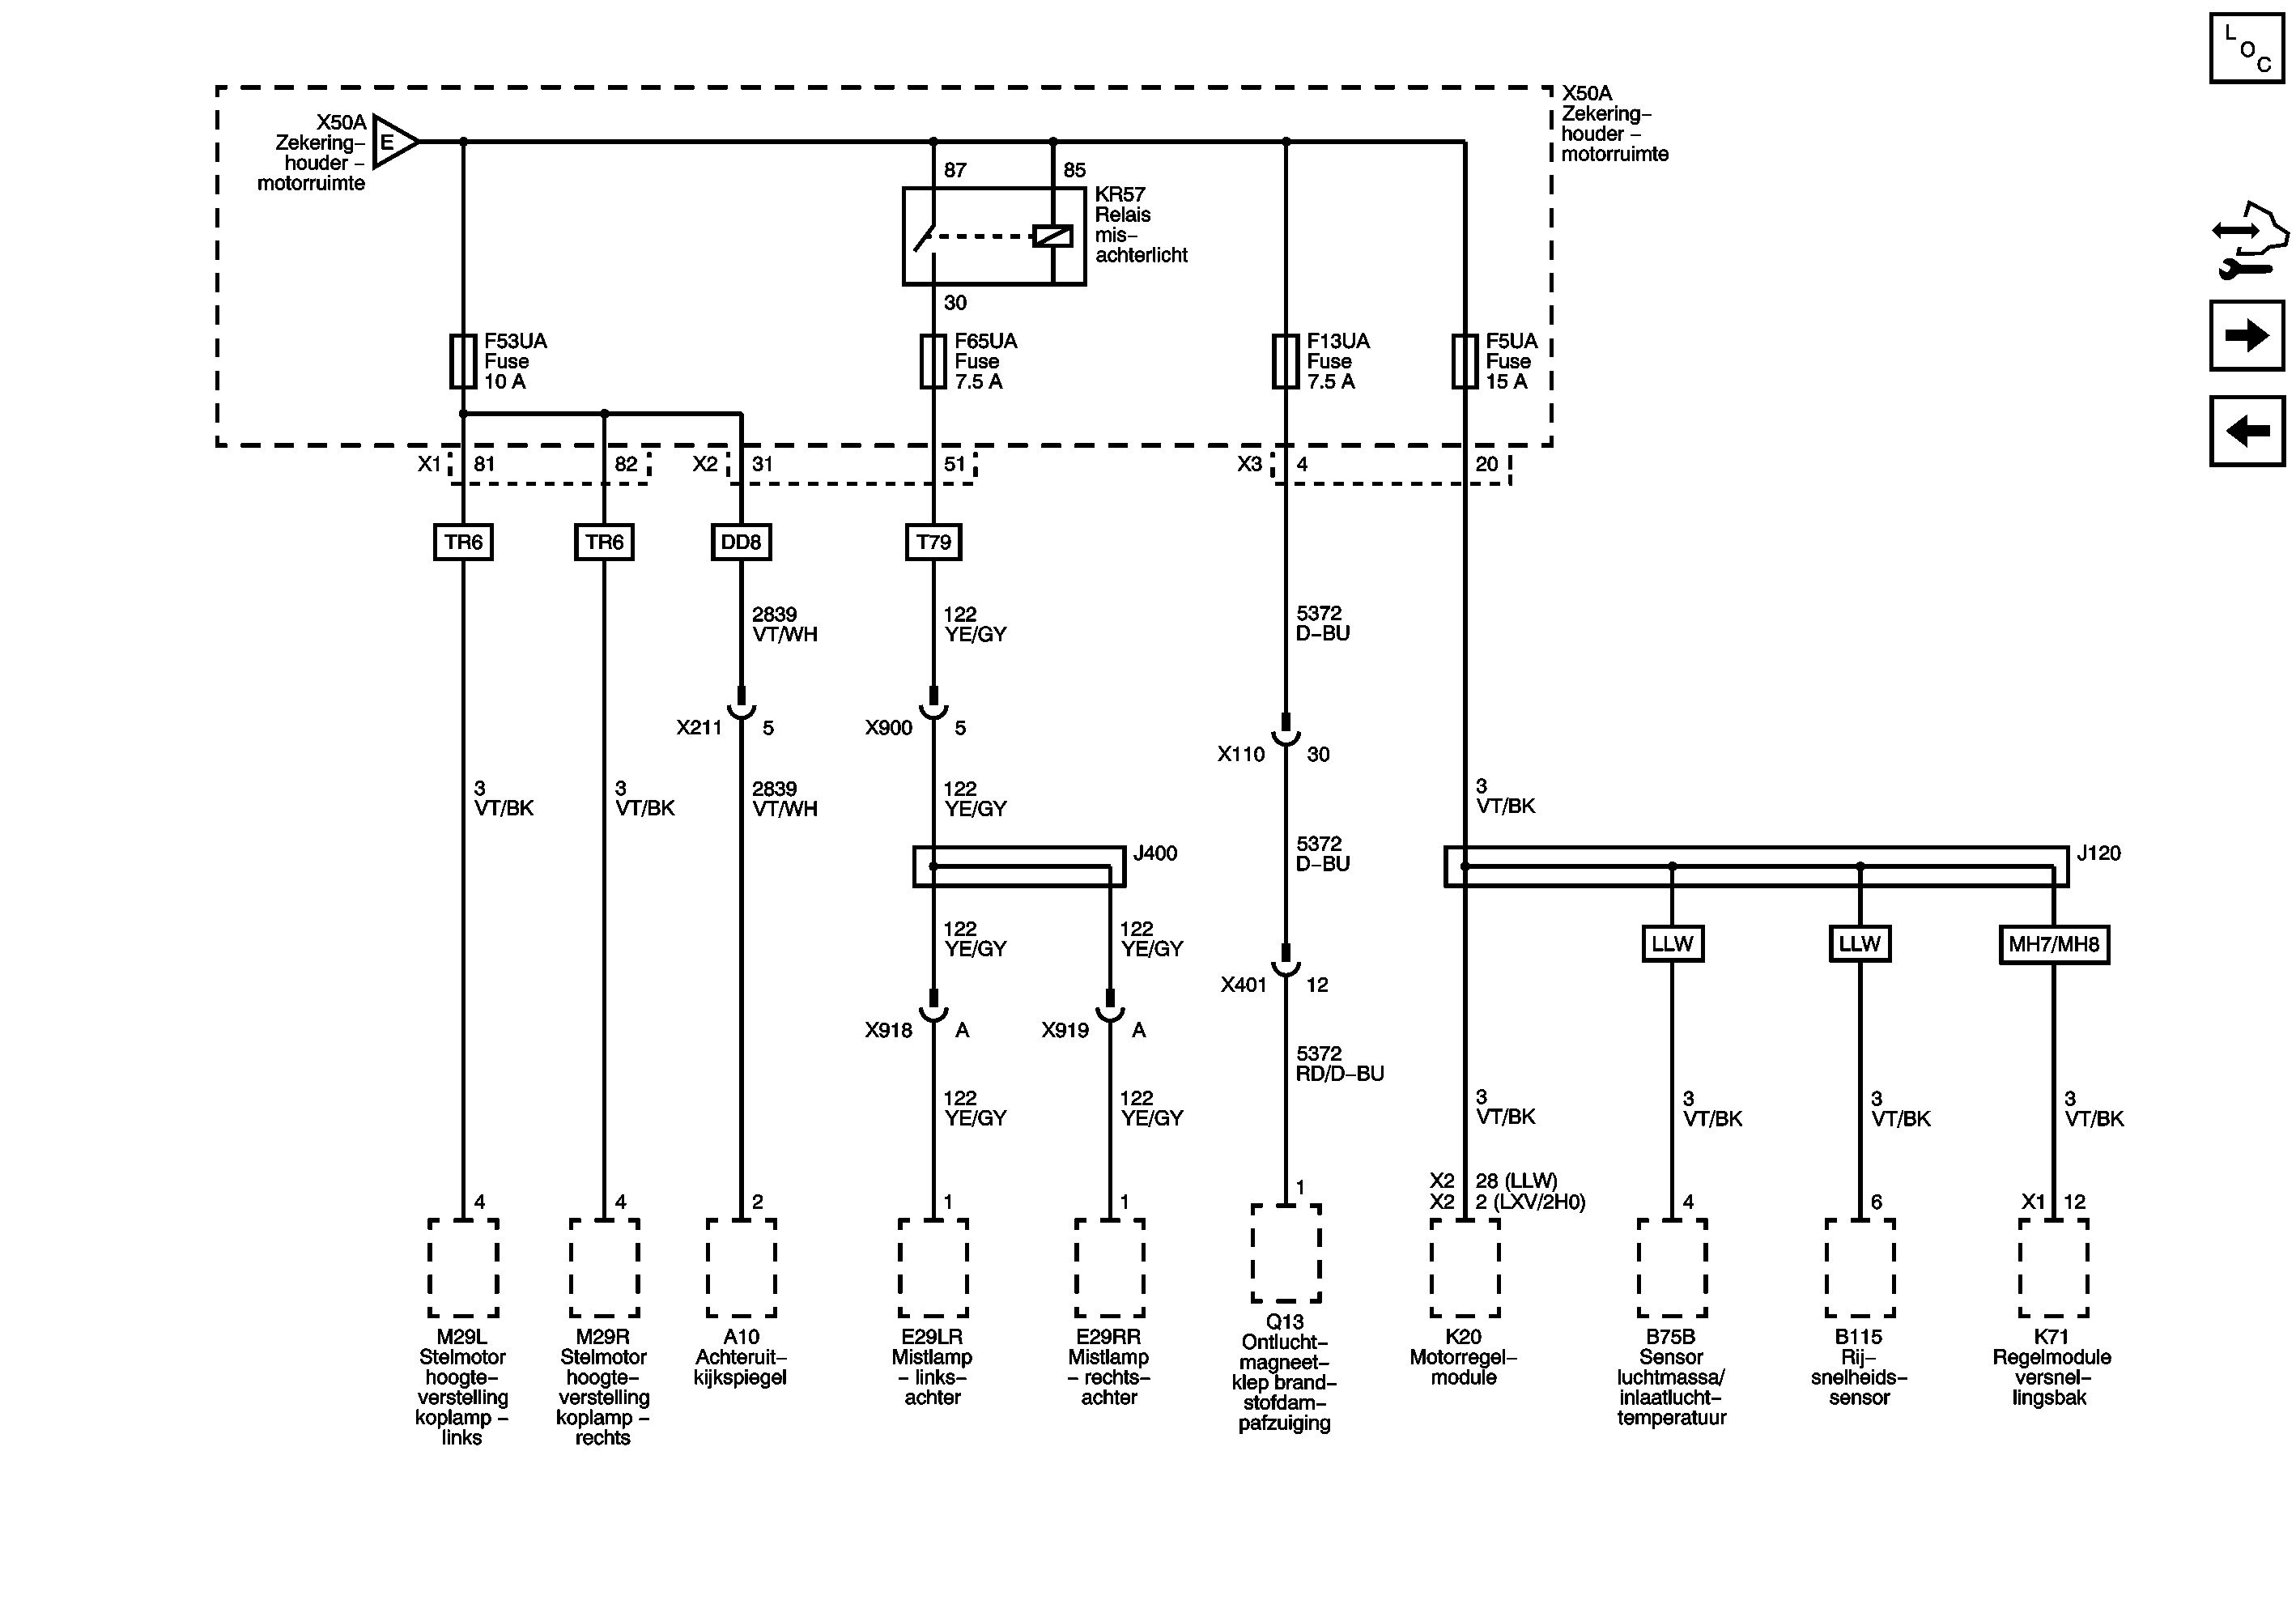 L
O
C
X50A
Zekering–
houder –
motorruimte
E
X50A
Zekering–
houder –
motorruimte
87
85
KR57
Relais
mis–
achterlicht
30
F53UA
Fuse
10 A
F65UA
Fuse
7.5 A
F13UA
Fuse
7.5 A
F5UA
Fuse
15 A
X1
81
82
X2
31
51
X3
4
20
TR6
TR6
DD8
T79
2839
VT/WH
122
YE/GY
5372
D–BU
X211
5
X900
5
X110
30
3
VT/BK
3
VT/BK
2839
VT/WH
122
YE/GY
3
VT/BK
5372
D–BU
J400
J120
122
YE/GY
122
YE/GY
LLW
LLW
MH7/MH8
X401
12
X918
A
X919
A
5372
RD/D–BU
122
YE/GY
122
YE/GY
3
VT/BK
3
VT/BK
3
VT/BK
3
VT/BK
4
4
2
1
1
1
X2
28 (LLW)
X2
2 (LXV/2H0)
4
6
X1
12
M29L
Stelmotor
hoogte–
verstelling
koplamp –
links
M29R
Stelmotor
hoogte–
verstelling
koplamp –
rechts
A10
Achteruit–
kijkspiegel
E29LR
Mistlamp
– links–
achter
E29RR
Mistlamp
– rechts–
achter
Q13
Ontlucht–
magneet–
klep brand–
stofdam–
pafzuiging
K20
Motorregel–
module
B75B
Sensor
luchtmassa/
inlaatlucht–
temperatuur
B115
Rij–
snelheids–
sensor
K71
Regelmodule
versnel–
lingsbak